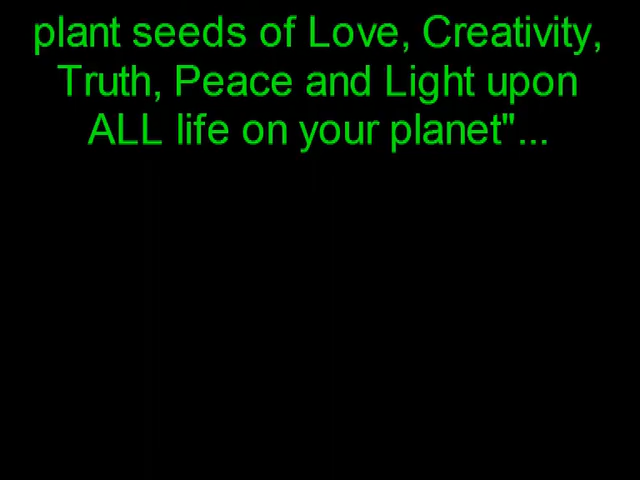 plant seeds of Love, Creativity,
Truth, Peace and Light upon
ALL life on your planet"...